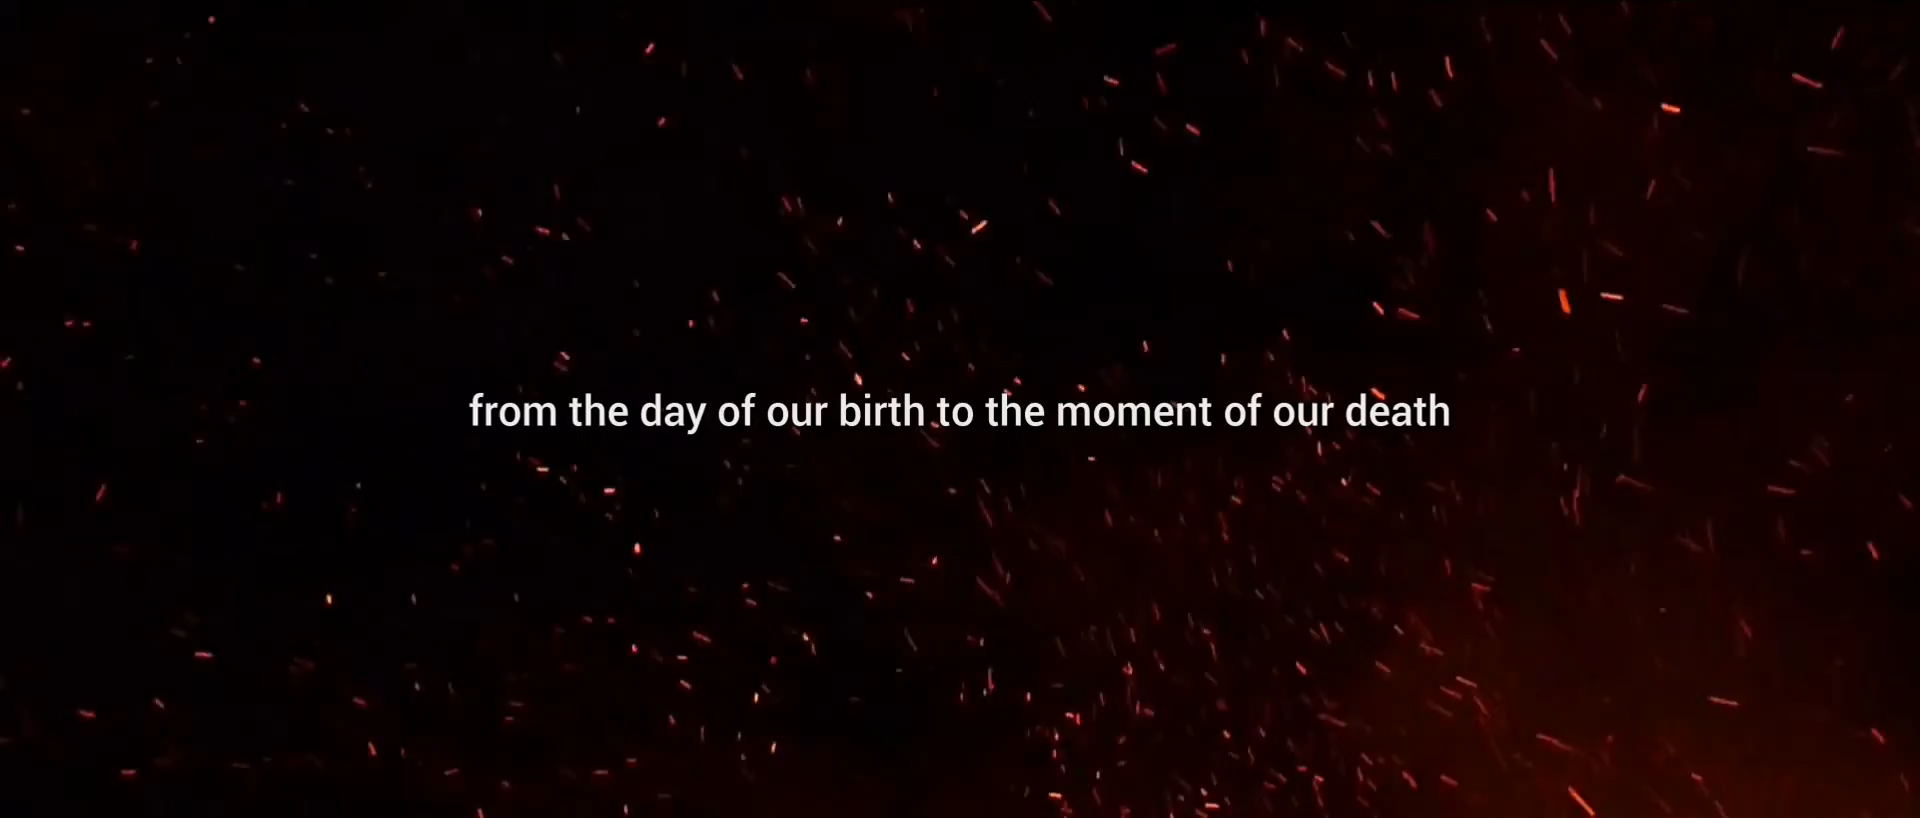 from the day of our birth to the moment of our death